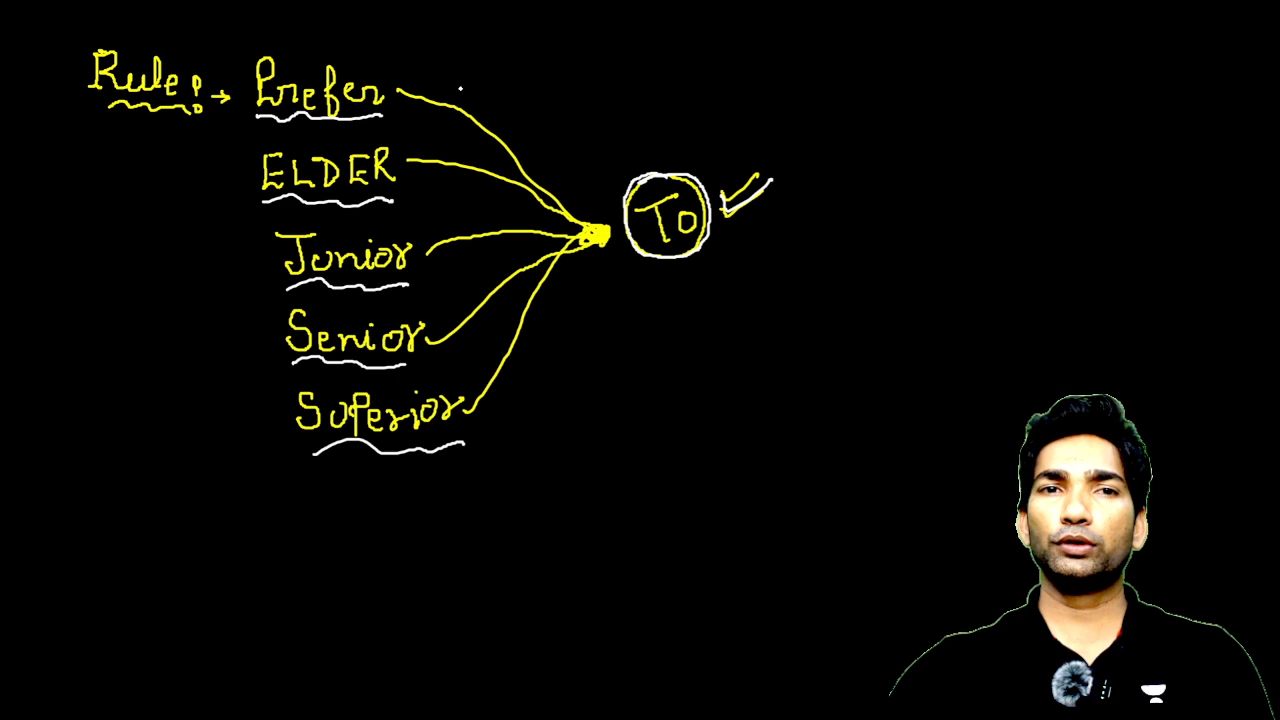 Rule: → Prefer
ELDER
Junior
Senior
Superior
To